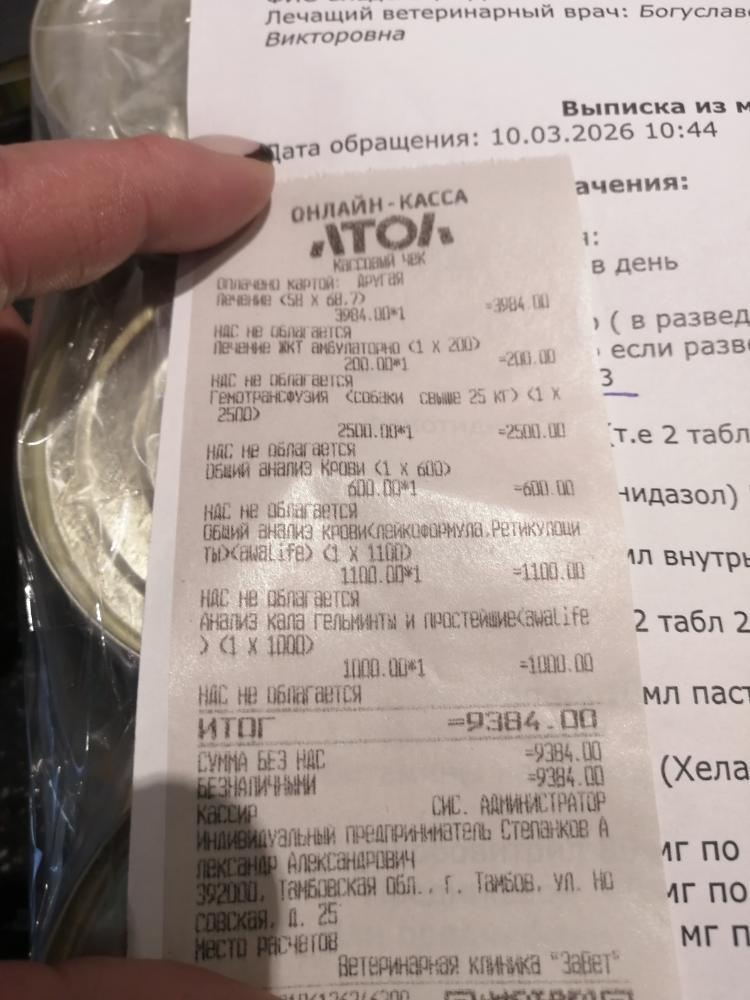 Лечащий ветеринарный врач: Богуслав
Викторовна
Выписка из м
Дата обращения: 10.03.2026 10:44
ачения:
в день
( в развед
если разве
3
(т.е 2 табл
нидазол)
мл внутрь
2 табл 2
мл паст
(Хела
мг по
мг по
мг п
ОНЛАЙН-КАССА
АТОЛ
Кассовый чек
Оплачено картой: Другая
Лечение (58 X 68.7)
3984.00*1 =3984.00
НДС не облагается
Лечение ЖКТ амбулаторно (1 X 200)
200.00*1 =200.00
НДС не облагается
Гемотрансфузия (собаки свыше 25 кг) (1 X
2500)
2500.00*1 =2500.00
НДС не облагается
Общий анализ крови (1 X 600)
600.00*1 =600.00
НДС не облагается
Общий анализ крови(лейкоформула,Ретикулоци
ты)(awalife) (1 X 1100)
1100.00*1 =1100.00
НДС не облагается
Анализ кала гельминты и простейшие(awalife
) (1 X 1000)
1000.00*1 =1000.00
НДС не облагается
ИТОГ =9384.00
СУММА БЕЗ НДС =9384.00
БЕЗНАЛИЧНЫМИ =9384.00
Кассир СИС. АДМИНИСТРАТОР
Индивидуальный предприниматель Степанков А
лександр Александрович
392000, Тамбовская обл., г. Тамбов, ул. Но
совская, д. 25
Место расчетов
Ветеринарная клиника "Завет"